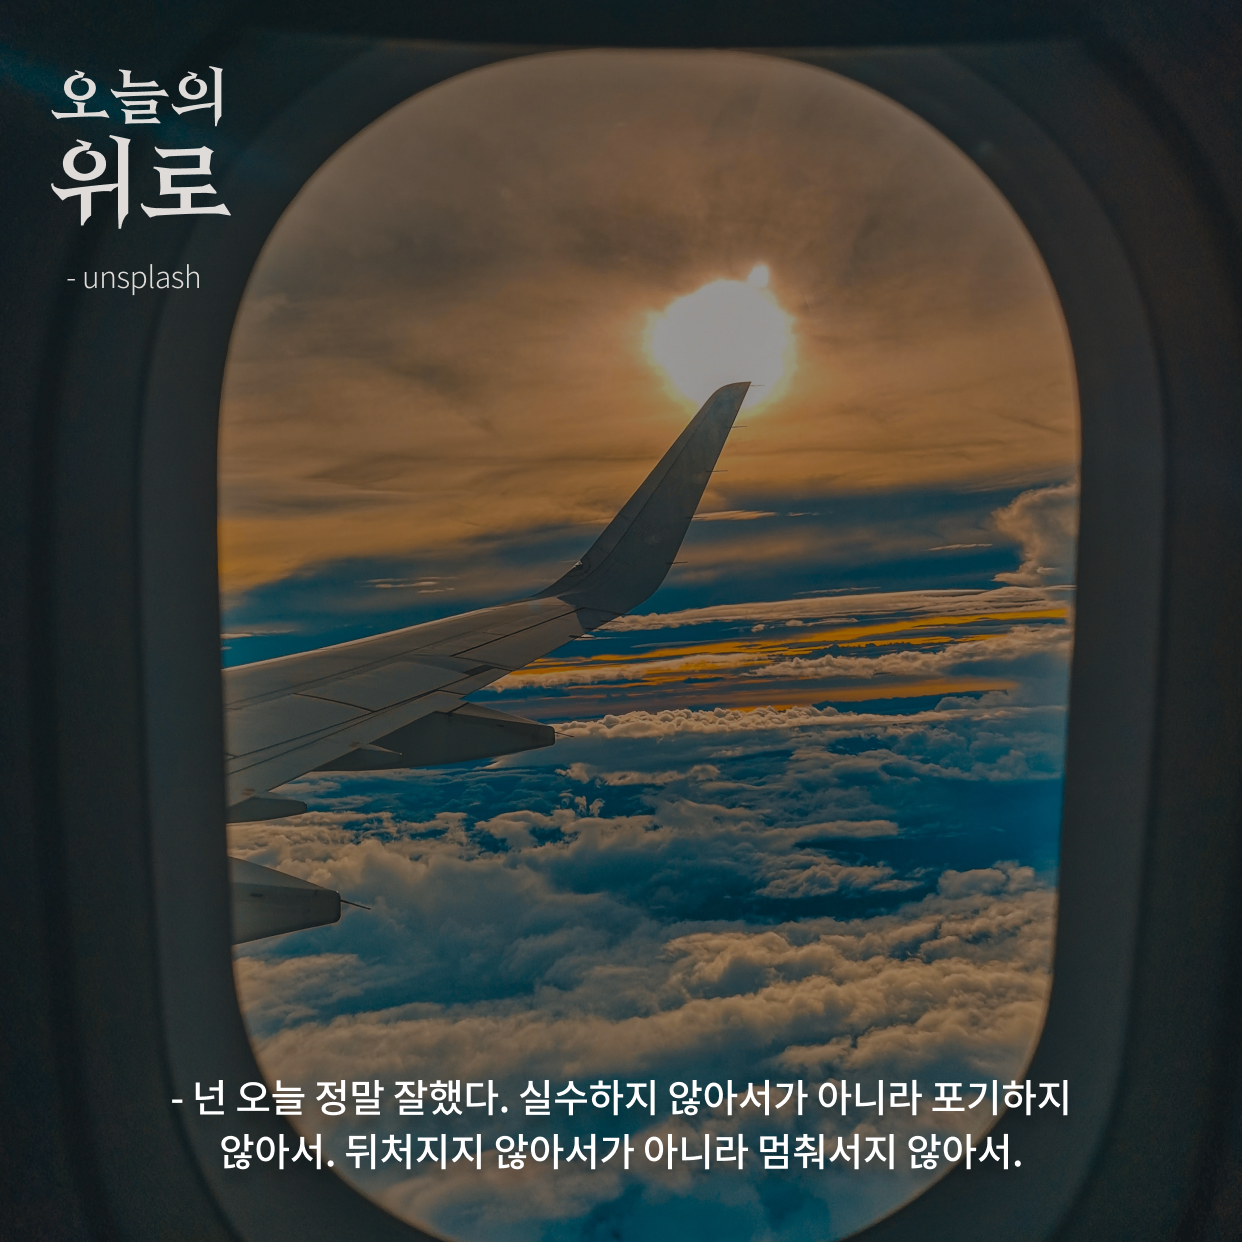 오늘의
위로
- unsplash
- 넌 오늘 정말 잘했다. 실수하지 않아서가 아니라 포기하지
않아서. 뒤처지지 않아서가 아니라 멈춰서지 않아서.